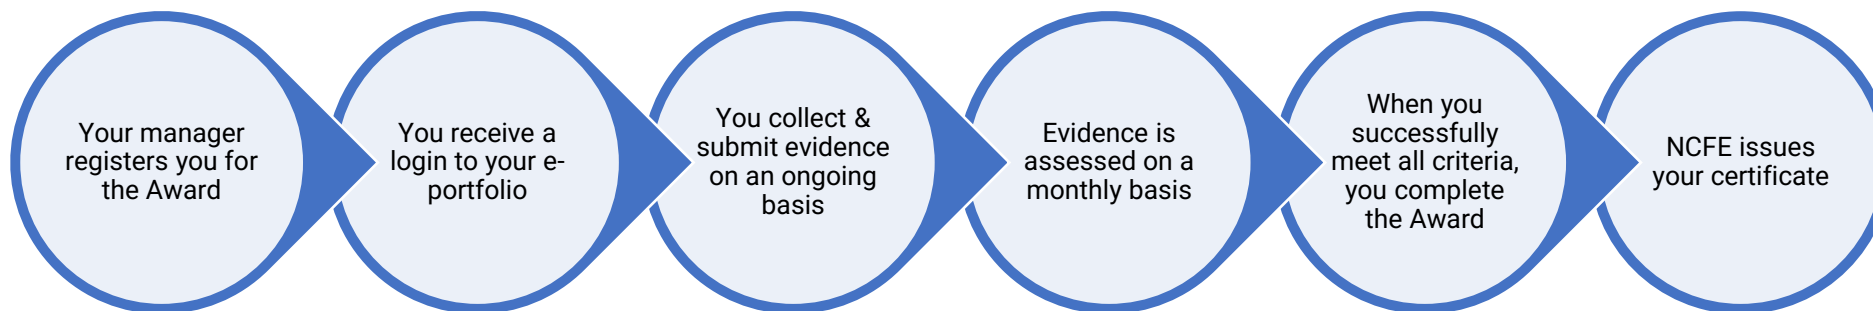 Your manager
registers you for
the Award
You receive a
login to your e-
portfolio
You collect &
submit evidence
on an ongoing
basis
Evidence is
assessed on a
monthly basis
When you
successfully
meet all criteria,
you complete
the Award
NCFE issues
your certificate